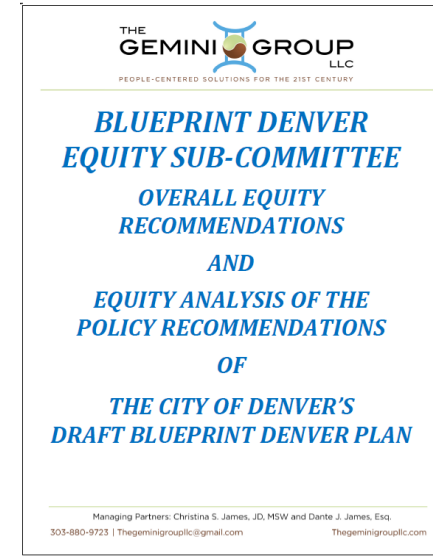 THE
GEMINI GROUP
LLC
PEOPLE-CENTERED SOLUTIONS FOR THE 21ST CENTURY
BLUEPRINT DENVER
EQUITY SUB-COMMITTEE
OVERALL EQUITY
RECOMMENDATIONS
AND
EQUITY ANALYSIS OF THE
POLICY RECOMMENDATIONS
OF
THE CITY OF DENVER'S
DRAFT BLUEPRINT DENVER PLAN
Managing Partners: Christina S. James, JD, MSW and Dante J. James, Esq.
303-880-9723 | Thegeminigroupllc@gmail.com Thegeminigroupllc.com